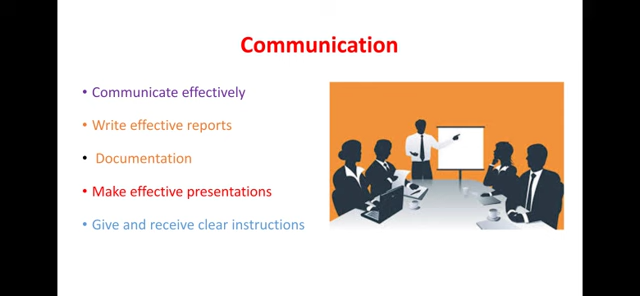 Communication
• Communicate effectively
• Write effective reports
• Documentation
• Make effective presentations
• Give and receive clear instructions